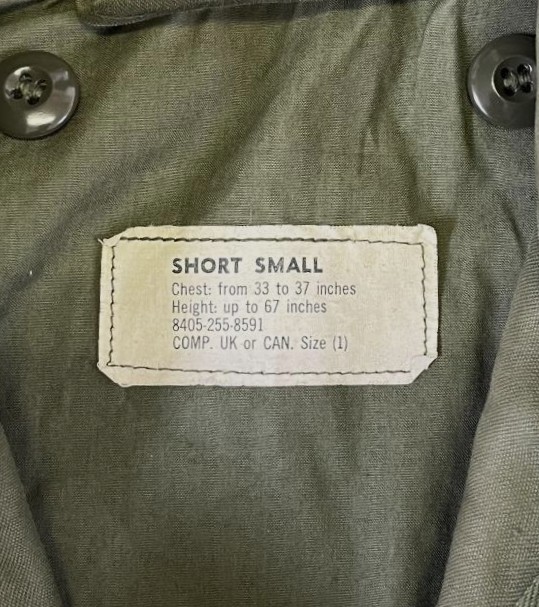 SHORT SMALL
Chest: from 33 to 37 inches
Height: up to 67 inches
8405-255-8591
COMP. UK or CAN. Size (1)